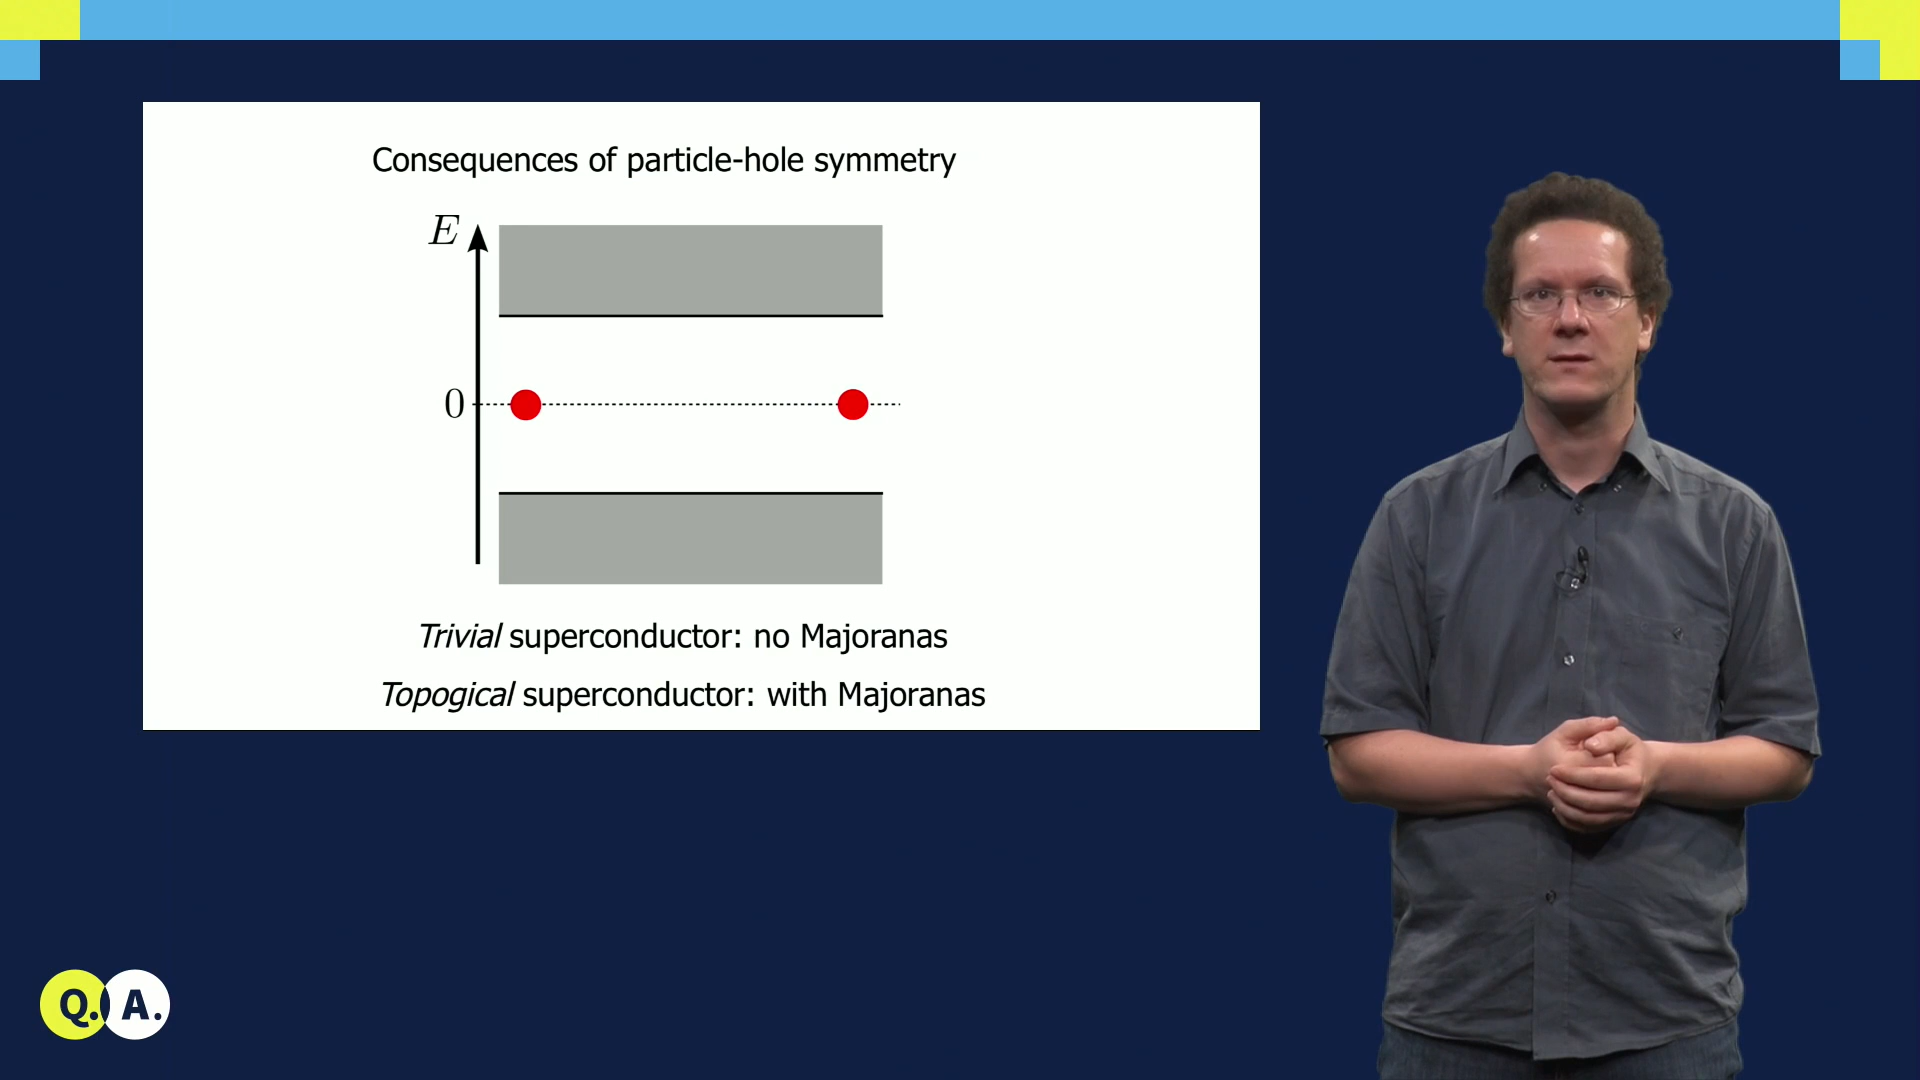 Consequences of particle-hole symmetry
E
0
Trivial superconductor: no Majoranas
Topogical superconductor: with Majoranas
Q. A.